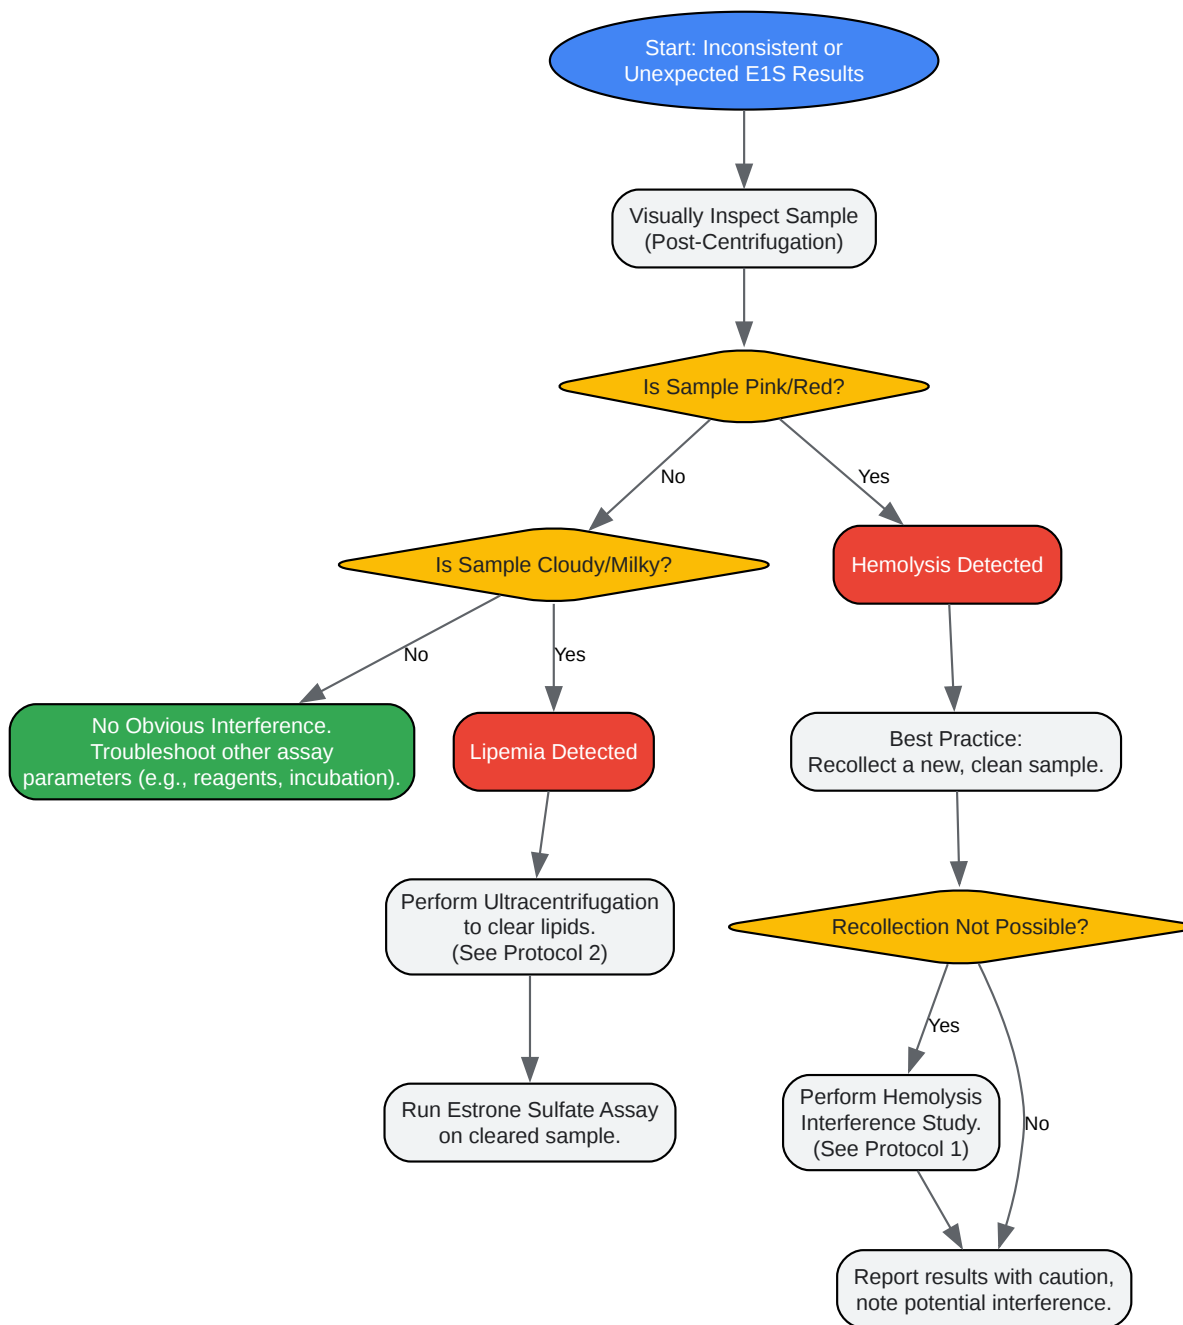 Start: Inconsistent or
Unexpected E1S Results
Visually Inspect Sample
(Post-Centrifugation)
Is Sample Pink/Red?
No
Yes
Is Sample Cloudy/Milky?
Hemolysis Detected
No
Yes
No Obvious Interference.
Troubleshoot other assay
parameters (e.g., reagents, incubation).
Lipemia Detected
Best Practice:
Recollect a new, clean sample.
Perform Ultracentrifugation
to clear lipids.
(See Protocol 2)
Recollection Not Possible?
Yes
No
Run Estrone Sulfate Assay
on cleared sample.
Perform Hemolysis
Interference Study.
(See Protocol 1)
Report results with caution,
note potential interference.